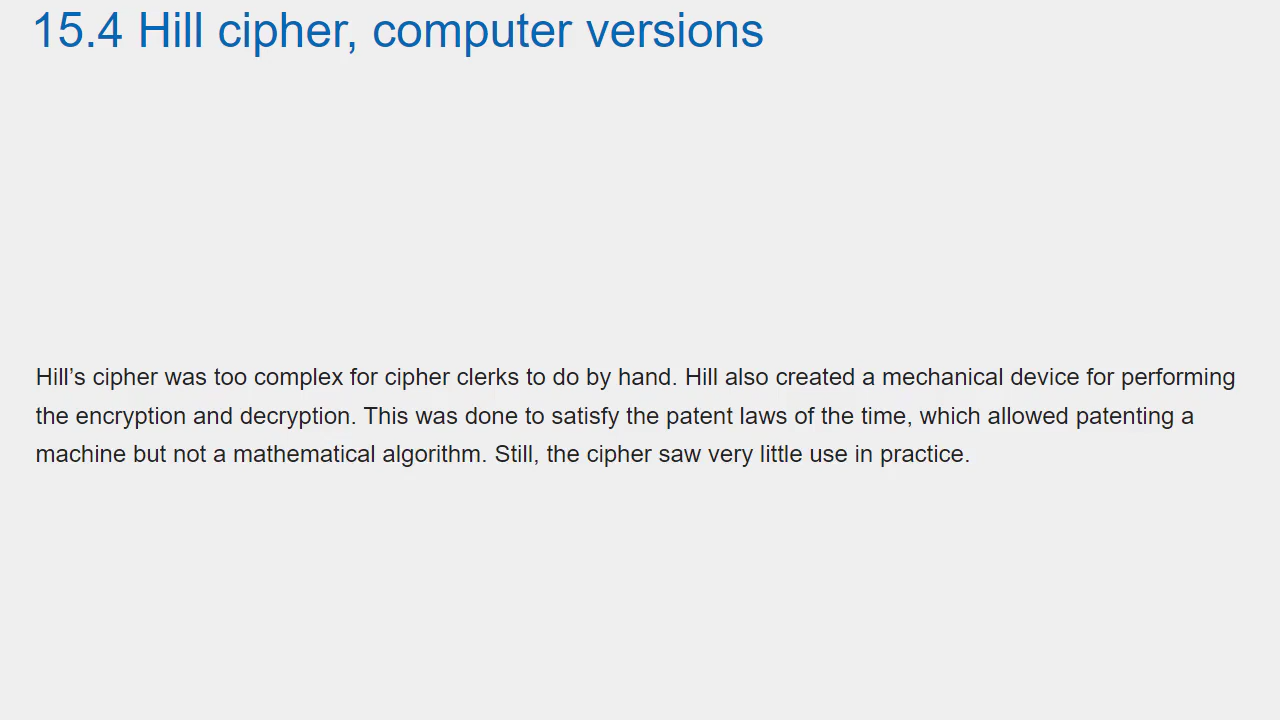 15.4 Hill cipher, computer versions
Hill’s cipher was too complex for cipher clerks to do by hand. Hill also created a mechanical device for performing
the encryption and decryption. This was done to satisfy the patent laws of the time, which allowed patenting a
machine but not a mathematical algorithm. Still, the cipher saw very little use in practice.